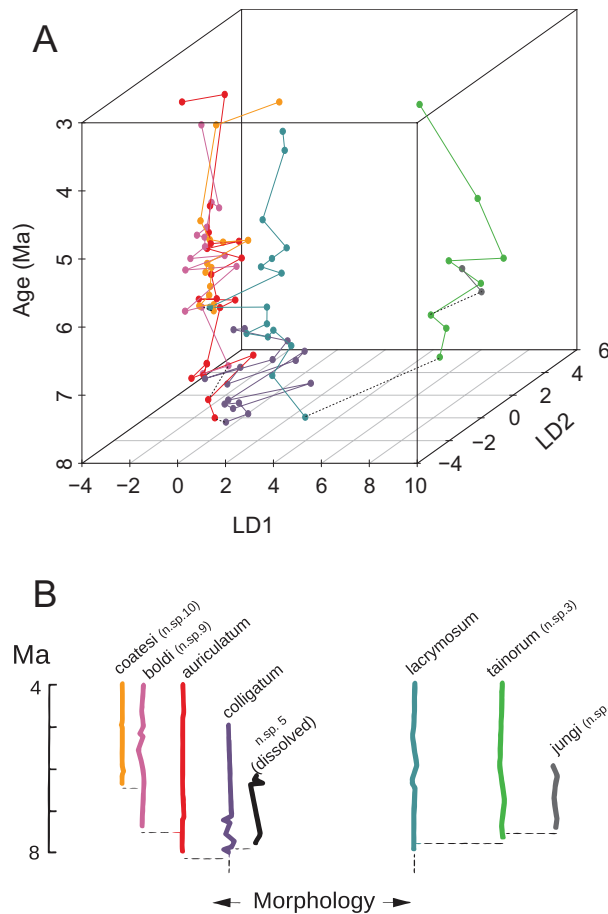 A
3
4
5
6
7
8
Age (Ma)
−4 −2 0 2 4 6 8 10
LD1
−4
−2
0
2
4
6
LD2
B
Ma
4
8
coatesi (n.sp.10)
boldi (n.sp.9)
auriculatum
colligatum
n.sp. 5
(dissolved)
lacrymosum
tainorum (n.sp.3)
jungi (n.sp
Morphology